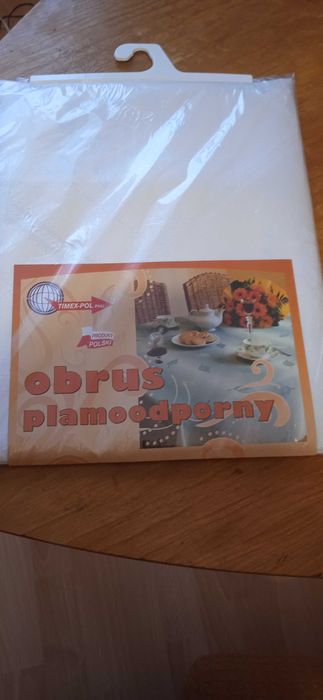 TIMEX-POL
PRODUKT
POLSKI
obrus
plamoodporny